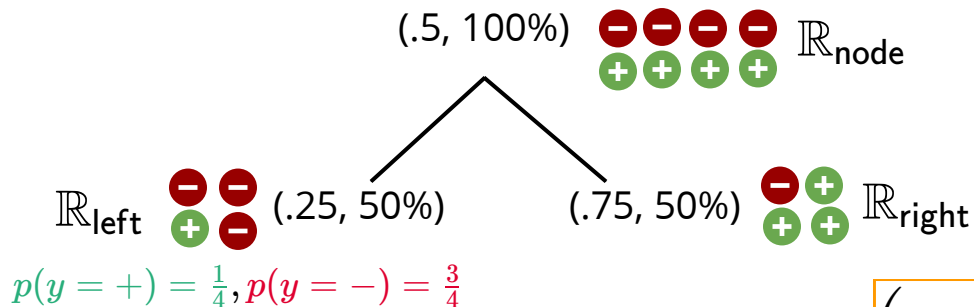 (.5, 100%) − − − − ℝnode
+ + + +
ℝleft − − (.25, 50%) (.75, 50%) − + ℝright
+ − + +
p(y = +) = 1/4, p(y = −) = 3/4
(